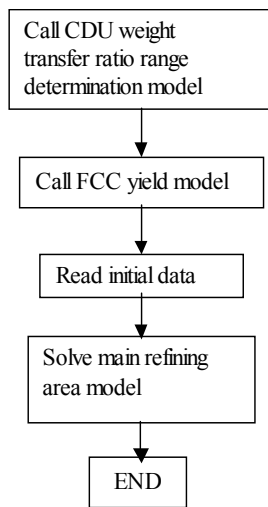 Call CDU weight
transfer ratio range
determination model
Call FCC yield model
Read initial data
Solve main refining
area model
END